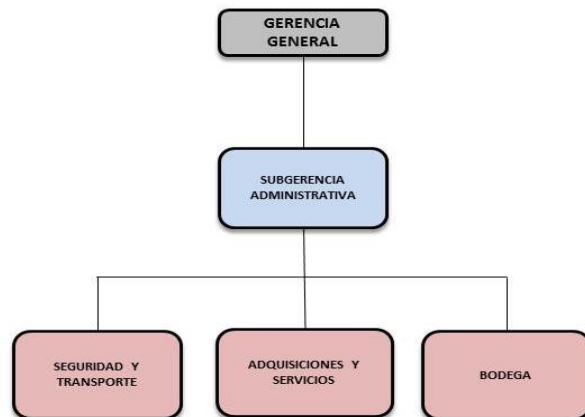 GERENCIA
GENERAL
SUBGERENCIA
ADMINISTRATIVA
SEGURIDAD Y
TRANSPORTE
ADQUISICIONES Y
SERVICIOS
BODEGA